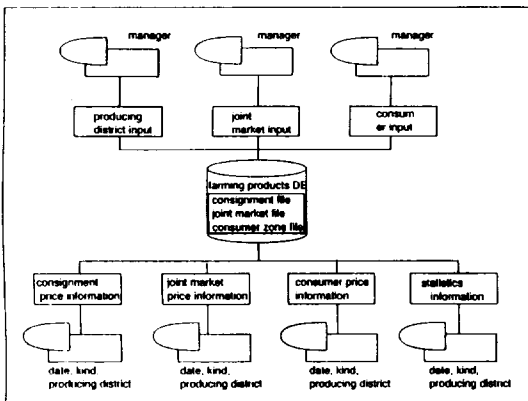 manager manager manager
producing district input
joint market input
consum er input
farming products DB
consignment file
joint market file
consumer zone file
consignment price information
joint market price information
consumer price information
statistics information
date, kind, producing district
date, kind, producing district
date, kind, producing district
date, kind, producing district